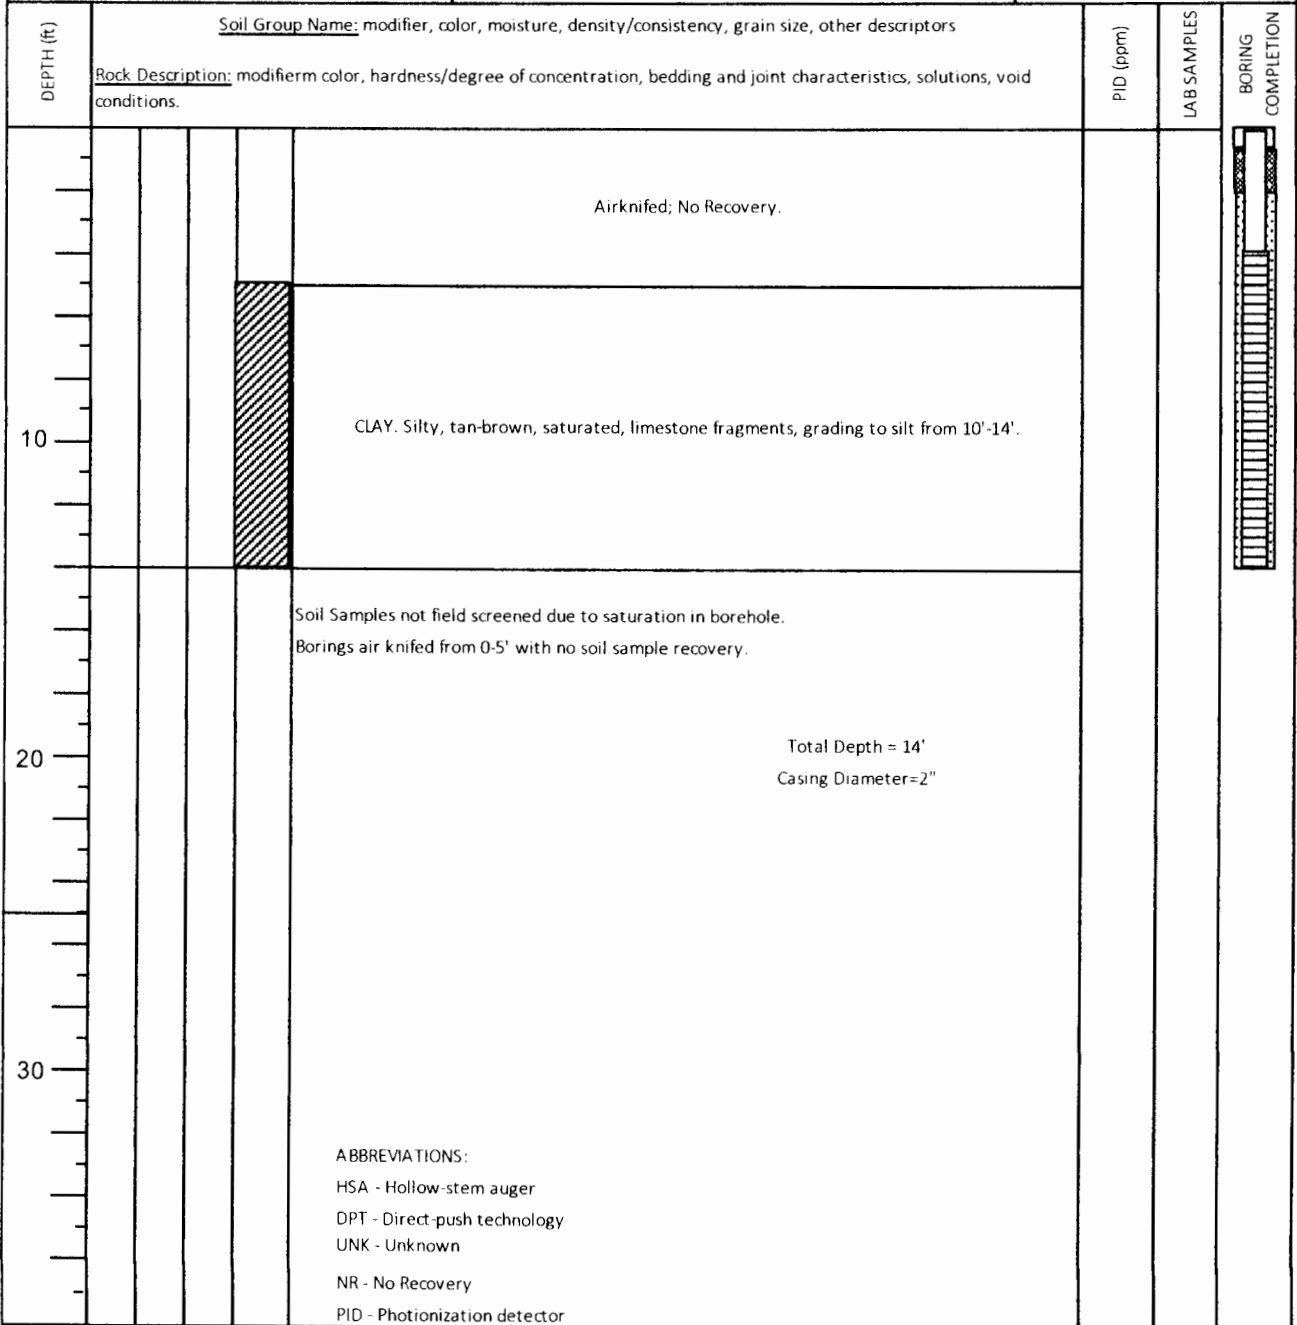 DEPTH (ft)
Soil Group Name: modifier, color, moisture, density/consistency, grain size, other descriptors
Rock Description: modifierm color, hardness/degree of concentration, bedding and joint characteristics, solutions, void
conditions.
PID (ppm)
LAB SAMPLES
BORING
COMPLETION
Airknifed; No Recovery.
10
CLAY. Silty, tan-brown, saturated, limestone fragments, grading to silt from 10'-14'.
Soil Samples not field screened due to saturation in borehole.
Borings air knifed from 0-5' with no soil sample recovery.
20
Total Depth = 14'
Casing Diameter=2"
30
ABBREVIATIONS:
HSA - Hollow-stem auger
DPT - Direct-push technology
UNK - Unknown
NR - No Recovery
PID - Photionization detector